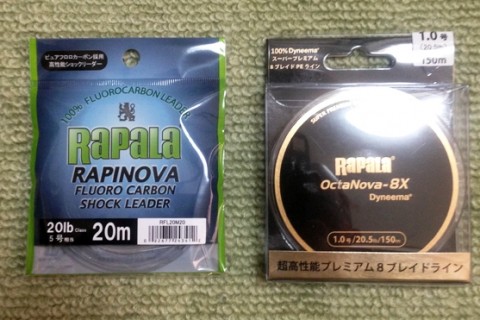 ピュアフロロカーボン採用
高性能ショックリーダー
100% FLUOROCARBON LEADER
RAPALA
RAPINOVA
FLUORO CARBON
SHOCK LEADER
20lb Class
5号相当
20m
RFL20M20
100% Dyneema®
スーパープレミアム
8ブレイドPEライン
1.0号
150m
RAPALA®
OctaNova-8X
Dyneema®
1.0号/20.5lb/150m
超高性能プレミアム8ブレイドライン